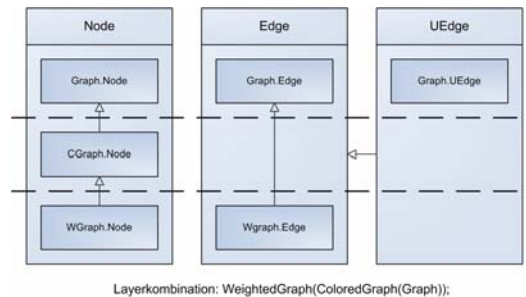 Node
Edge
UEdge
Graph.Node
Graph.Edge
Graph.UEdge
CGraph.Node
WGraph.Node
Wgraph.Edge
Layerkombination: WeightedGraph(ColoredGraph(Graph));